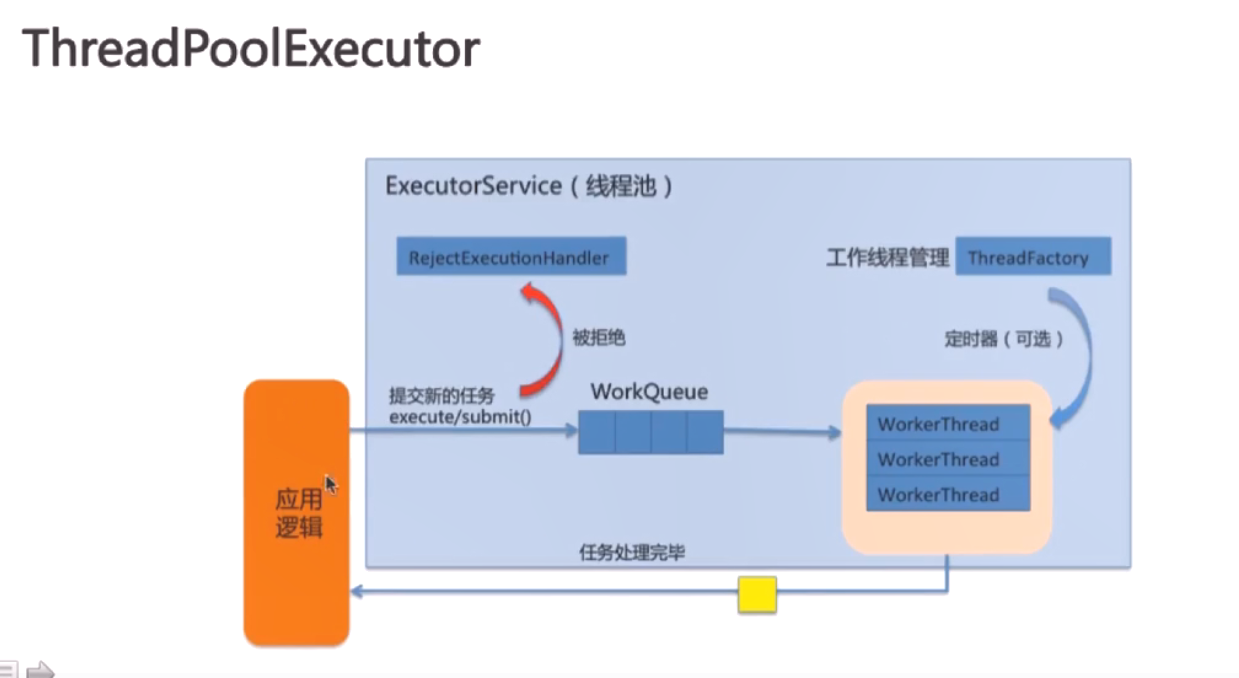 ThreadPoolExecutor
ExecutorService（线程池）
RejectExecutionHandler
工作线程管理
ThreadFactory
被拒绝
定时器（可选）
提交新的任务
execute/submit()
WorkQueue
WorkerThread
WorkerThread
WorkerThread
应用
逻辑
任务处理完毕